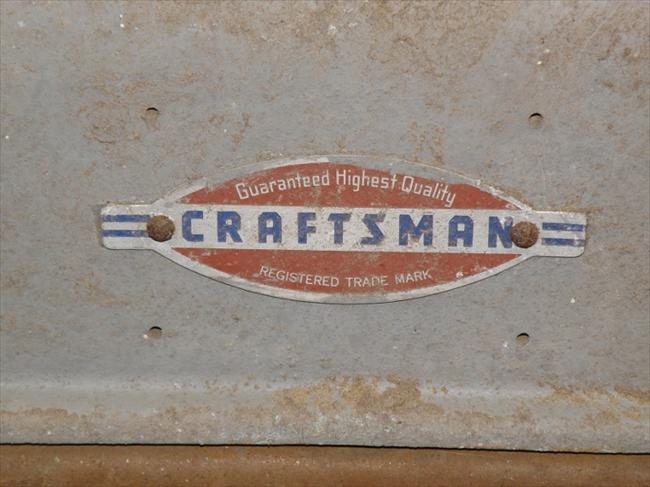 Guaranteed Highest Quality
CRAFTSMAN
REGISTERED TRADE MARK